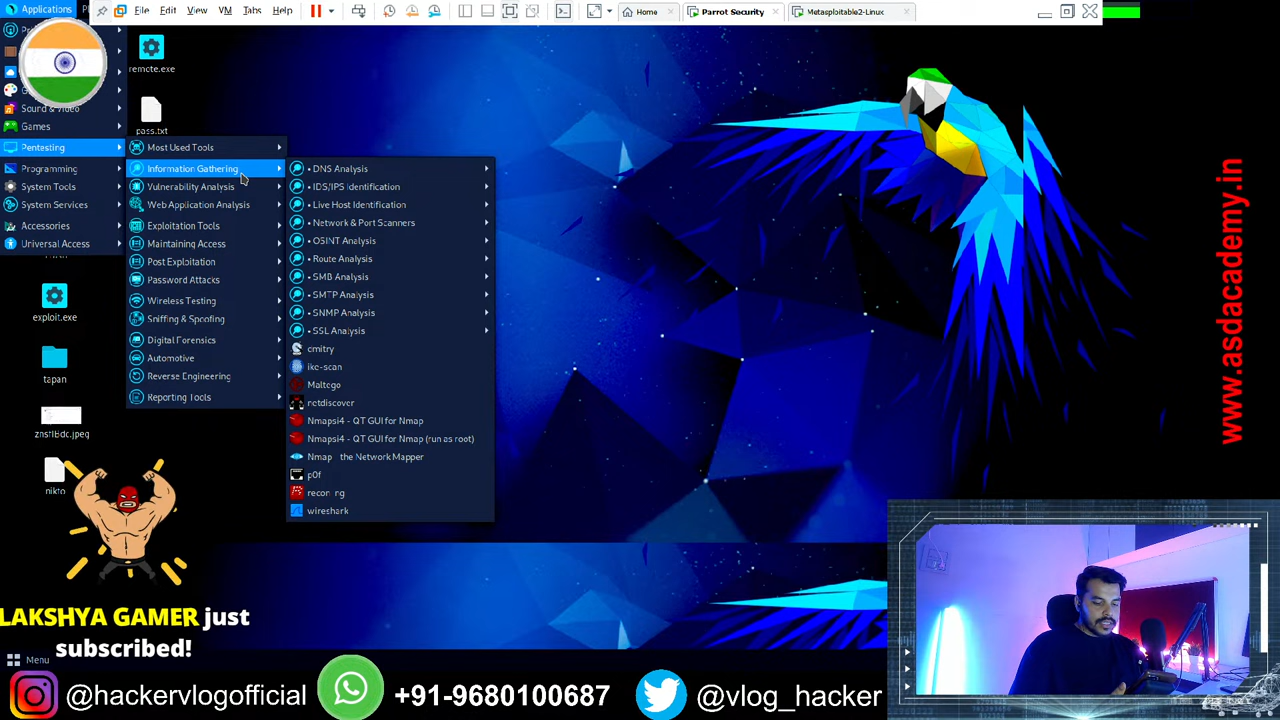 Applications
File
Edit
View
VM
Tabs
Help
Home
Parrot Security
Metasploitable2-Linux
remote.exe
pass.txt
Sound & Video
Games
Pentesting
Programming
System Tools
System Services
Accessories
Universal Access
Most Used Tools
Information Gathering
Vulnerability Analysis
Web Application Analysis
Exploitation Tools
Maintaining Access
Post Exploitation
Password Attacks
Wireless Testing
Sniffing & Spoofing
Digital Forensics
Automotive
Reverse Engineering
Reporting Tools
• DNS Analysis
• IDS/IPS Identification
• Live Host Identification
• Network & Port Scanners
• OSINT Analysis
• Route Analysis
• SMB Analysis
• SMTP Analysis
• SNMP Analysis
• SSL Analysis
dmitry
ike-scan
Maltego
netdiscover
Nmapsi4 - QT GUI for Nmap
Nmapsi4 - QT GUI for Nmap (run as root)
Nmap the Network Mapper
p0f
recon ng
wireshark
exploit.exe
tapan
znsflBdc.jpeg
nikto
www.asdacademy.in
LAKSHYA GAMER just
subscribed!
Menu
@hackervlogofficial
+91-9680100687
@vlog_hacker